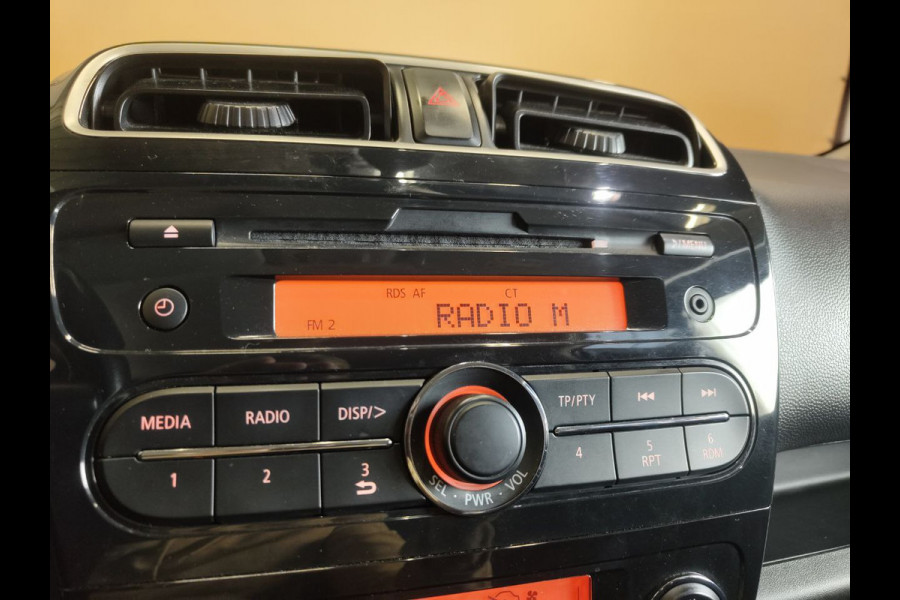 RDS AF CT
FM 2 RADIO M
MEDIA RADIO DISP/> TP/PTY
1 2 3 4 5 6
RPT RDM
SEL · PWR · VOL